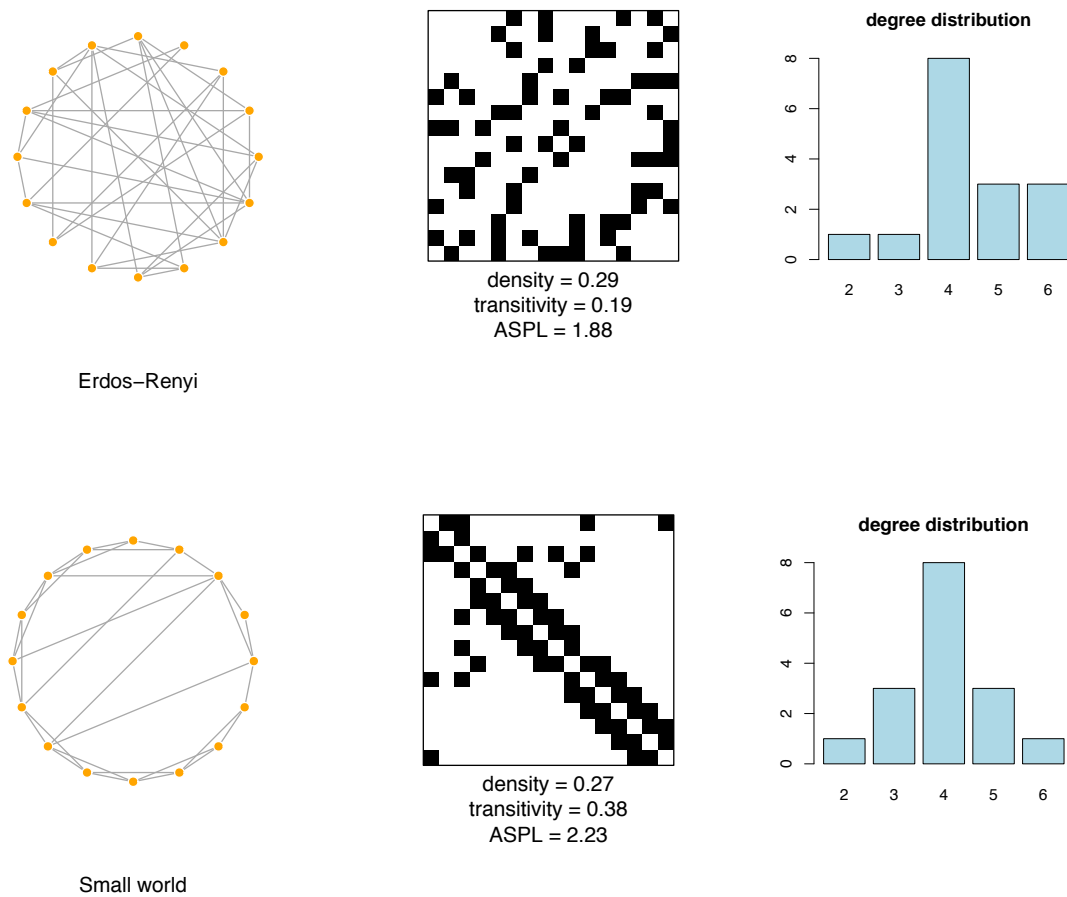 degree distribution
8
6
4
2
0
2 3 4 5 6
density = 0.29
transitivity = 0.19
ASPL = 1.88
Erdos−Renyi
degree distribution
8
6
4
2
0
2 3 4 5 6
density = 0.27
transitivity = 0.38
ASPL = 2.23
Small world